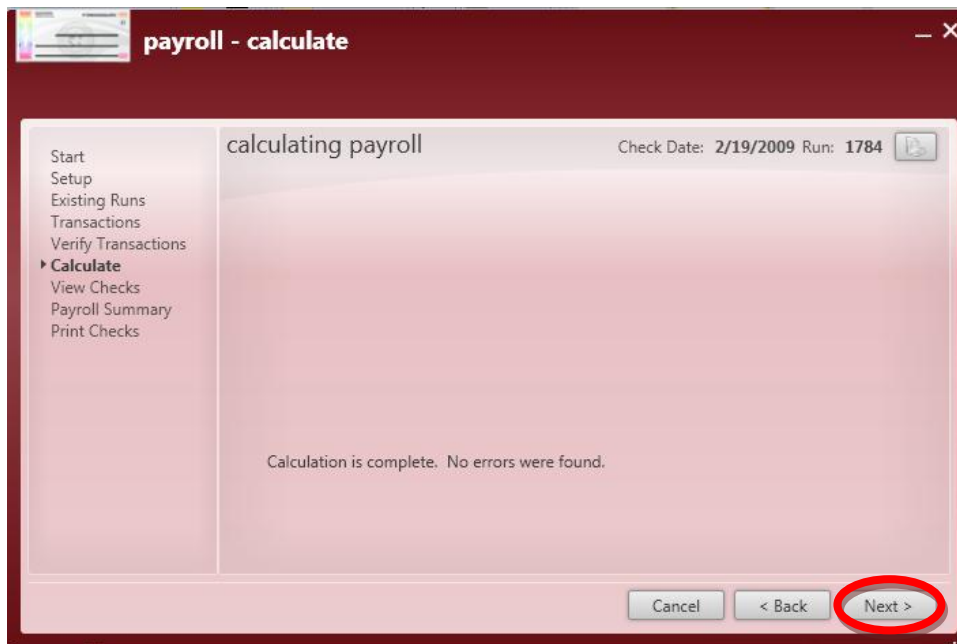 payroll - calculate
Start
Setup
Existing Runs
Transactions
Verify Transactions
Calculate
View Checks
Payroll Summary
Print Checks
calculating payroll
Check Date: 2/19/2009 Run: 1784
Calculation is complete. No errors were found.
Cancel
< Back
Next >